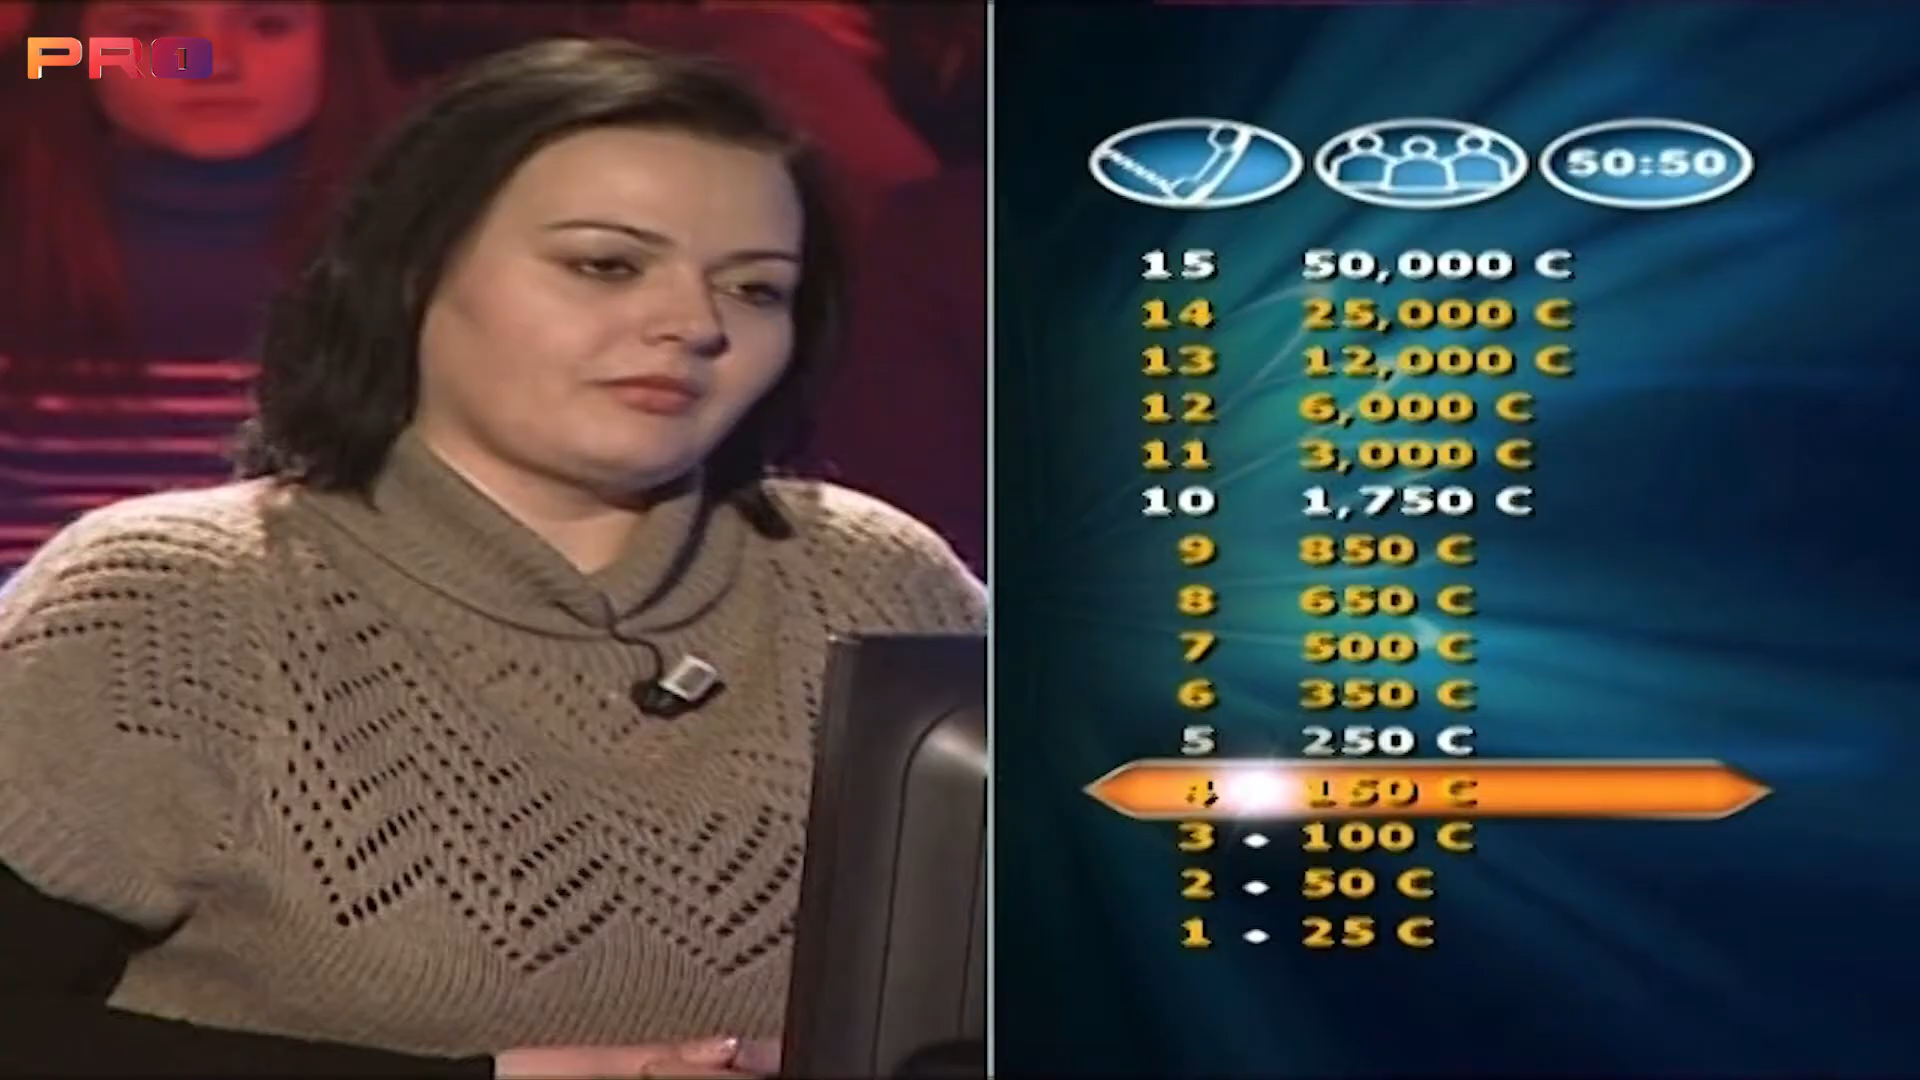 PRO 1
50:50
15 50,000 C
14 25,000 C
13 12,000 C
12 6,000 C
11 3,000 C
10 1,750 C
9 850 C
8 650 C
7 500 C
6 350 C
5 250 C
4 150 C
3 100 C
2 50 C
1 25 C